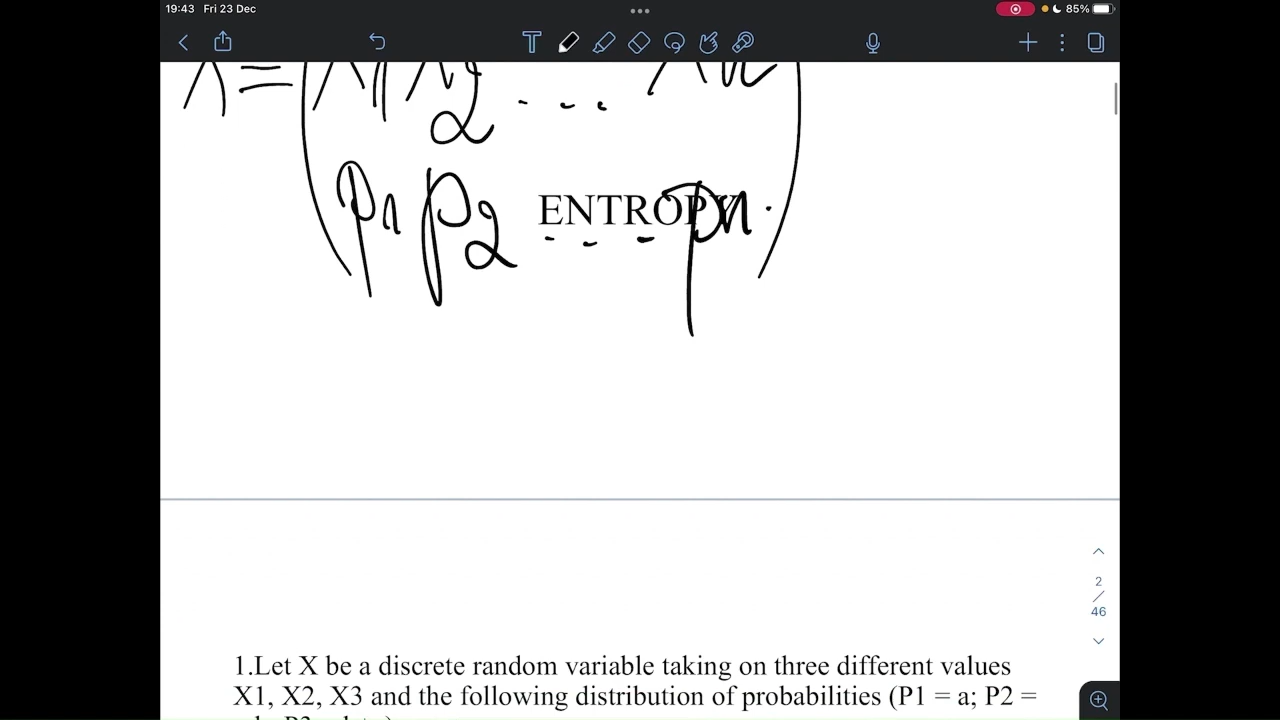 19:43 Fri 23 Dec 85%
X = x1 x2 ... xn
p1 p2 ... pn
ENTROPY
2
/
46
1.Let X be a discrete random variable taking on three different values
X1, X2, X3 and the following distribution of probabilities (P1 = a; P2 =